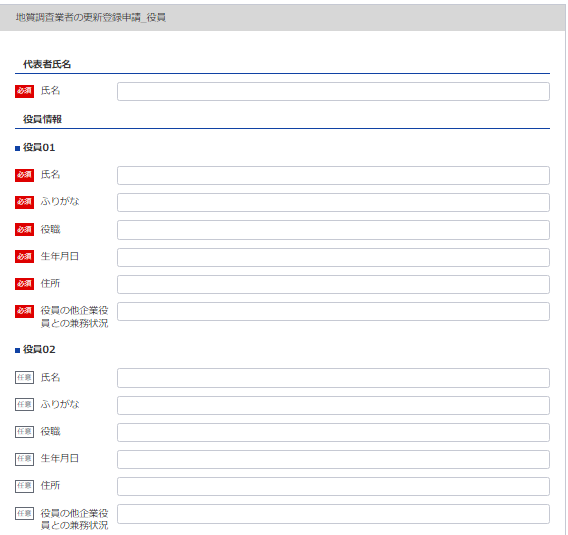 地質調査業者の更新登録申請_役員
代表者氏名
必須 氏名
役員情報
役員01
必須 氏名
必須 ふりがな
必須 役職
必須 生年月日
必須 住所
必須 役員の他企業役
員との兼務状況
役員02
任意 氏名
任意 ふりがな
任意 役職
任意 生年月日
任意 住所
任意 役員の他企業役
員との兼務状況